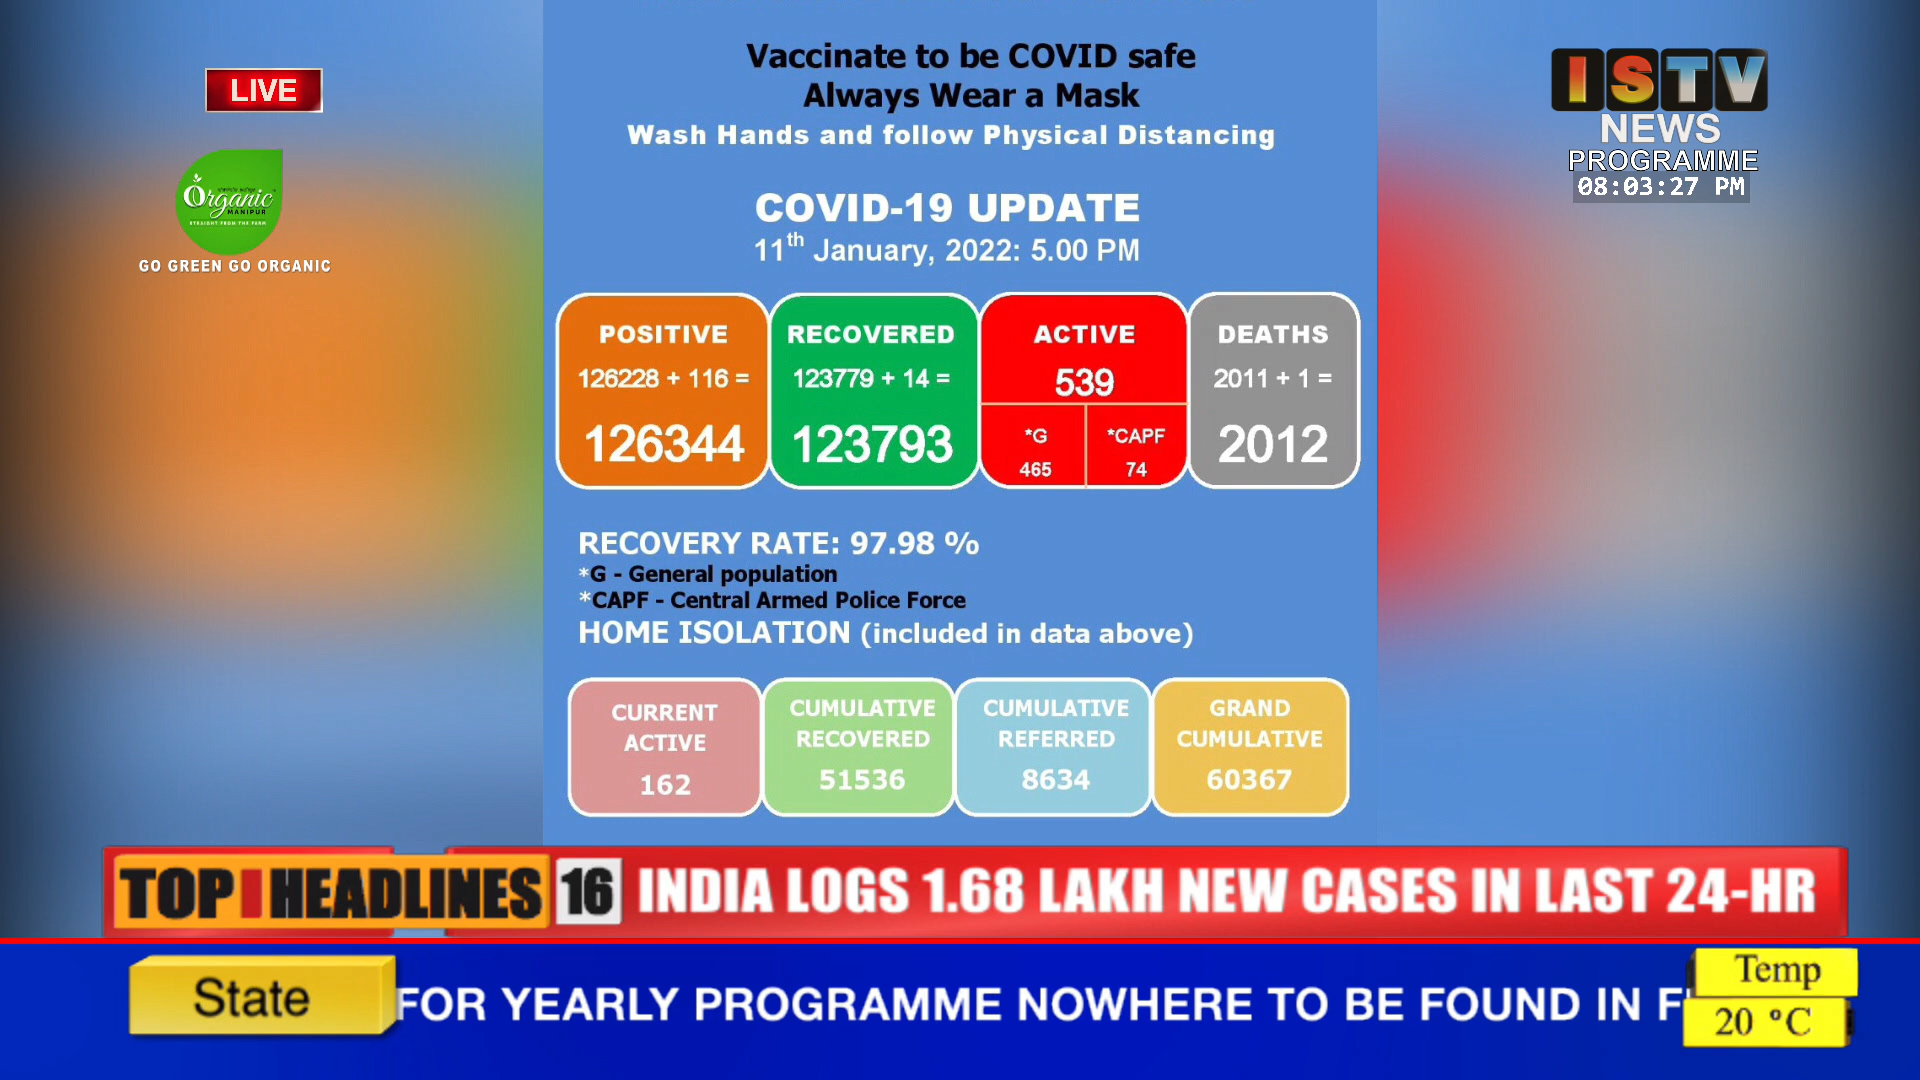 Vaccinate to be COVID safe
Always Wear a Mask
Wash Hands and follow Physical Distancing
LIVE
ISTV
NEWS
PROGRAMME
08:03:27 PM
Organic
MANIPUR
STRAIGHT FROM THE FARM
GO GREEN GO ORGANIC
COVID-19 UPDATE
11th January, 2022: 5.00 PM
POSITIVE
126228 + 116 =
126344
RECOVERED
123779 + 14 =
123793
ACTIVE
539
*G
465
*CAPF
74
DEATHS
2011 + 1 =
2012
RECOVERY RATE: 97.98 %
*G - General population
*CAPF - Central Armed Police Force
HOME ISOLATION (included in data above)
CURRENT
ACTIVE
162
CUMULATIVE
RECOVERED
51536
CUMULATIVE
REFERRED
8634
GRAND
CUMULATIVE
60367
TOP HEADLINES 16 INDIA LOGS 1.68 LAKH NEW CASES IN LAST 24-HR
State
FOR YEARLY PROGRAMME NOWHERE TO BE FOUND IN
Temp
20 °C